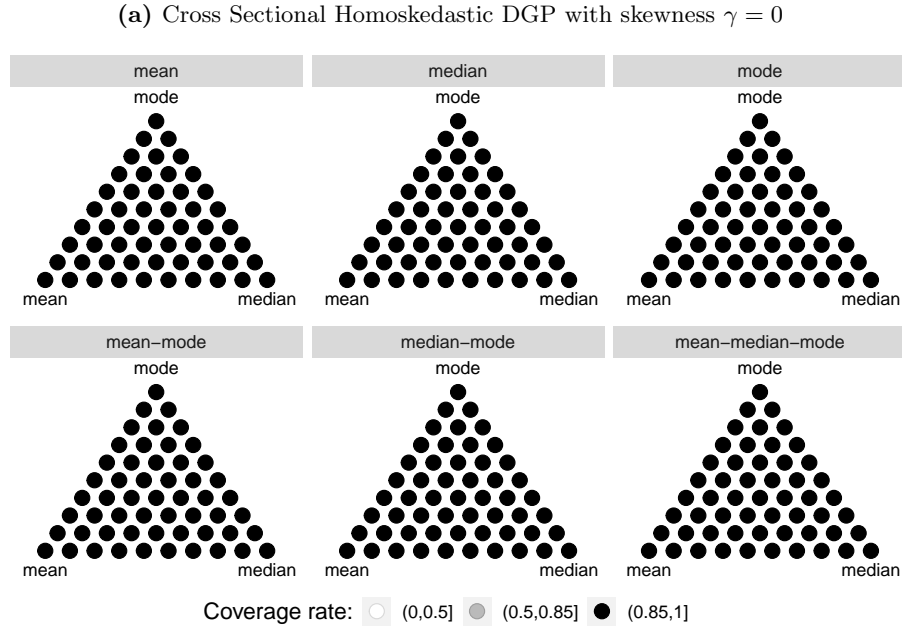 (a) Cross Sectional Homoskedastic DGP with skewness γ = 0
mean median mode
mode mode mode
mean median mean median mean median
mean−mode median−mode mean−median−mode
mode mode mode
mean median mean median mean median
Coverage rate: (0,0.5] (0.5,0.85] (0.85,1]